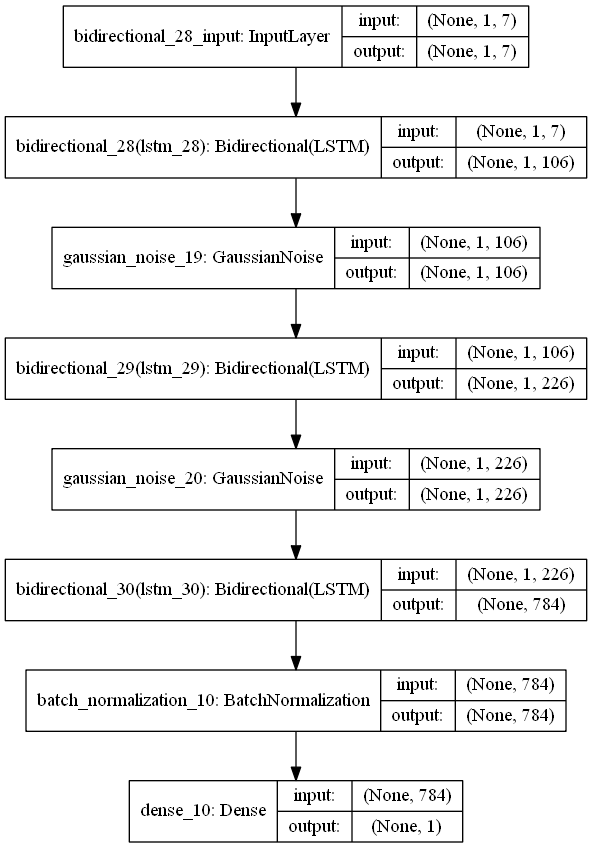 bidirectional_28_input: InputLayer
input: (None, 1, 7)
output: (None, 1, 7)
bidirectional_28(lstm_28): Bidirectional(LSTM)
input: (None, 1, 7)
output: (None, 1, 106)
gaussian_noise_19: GaussianNoise
input: (None, 1, 106)
output: (None, 1, 106)
bidirectional_29(lstm_29): Bidirectional(LSTM)
input: (None, 1, 106)
output: (None, 1, 226)
gaussian_noise_20: GaussianNoise
input: (None, 1, 226)
output: (None, 1, 226)
bidirectional_30(lstm_30): Bidirectional(LSTM)
input: (None, 1, 226)
output: (None, 784)
batch_normalization_10: BatchNormalization
input: (None, 784)
output: (None, 784)
dense_10: Dense
input: (None, 784)
output: (None, 1)